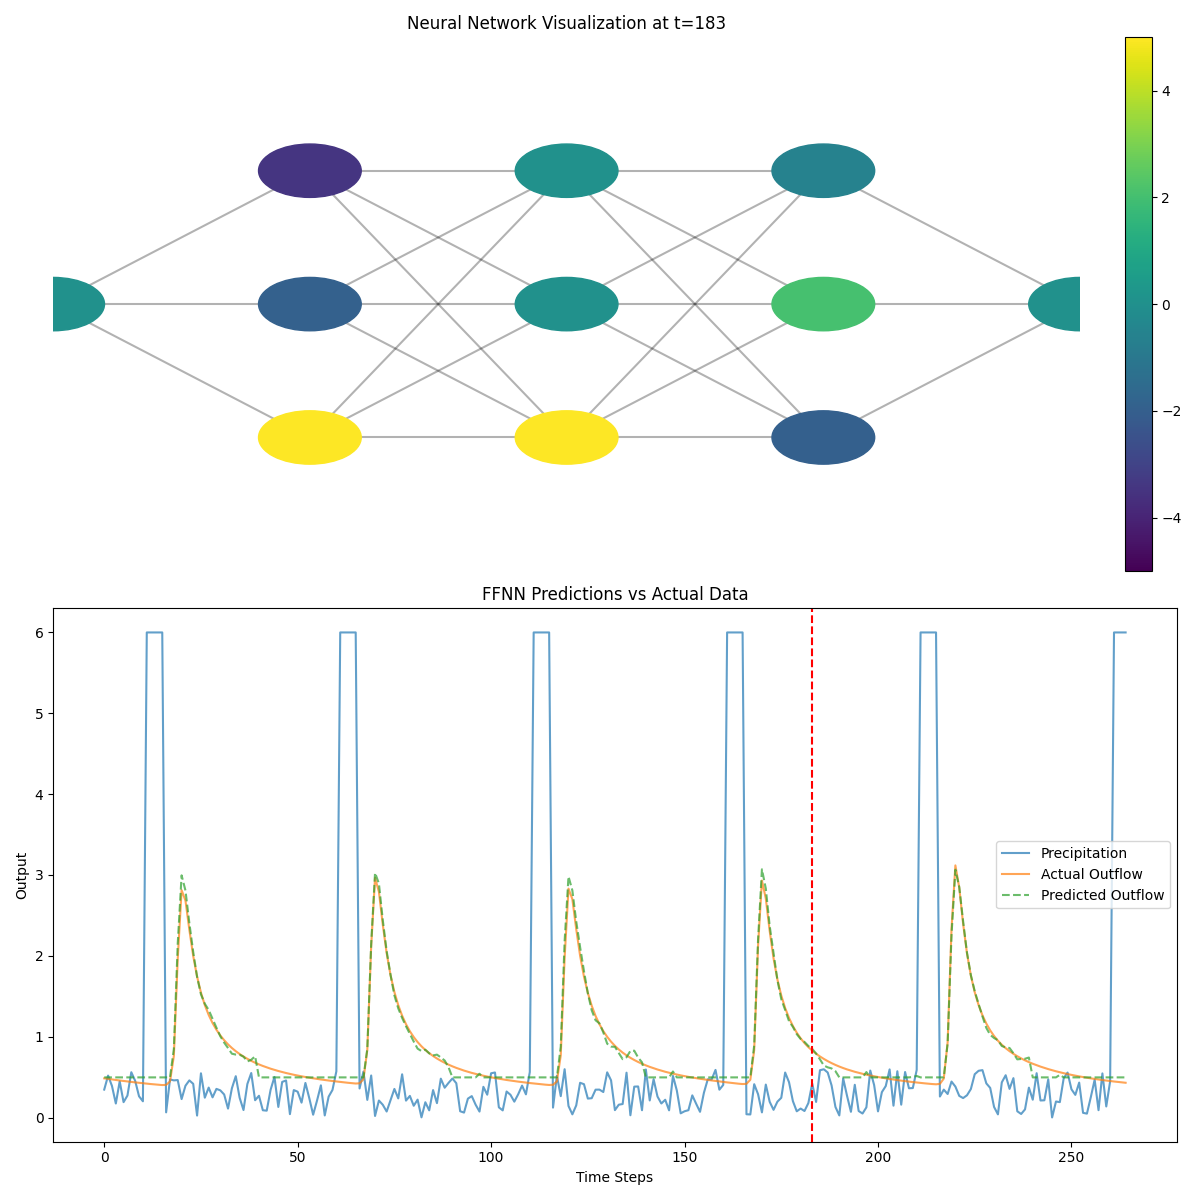 Neural Network Visualization at t=183
4
2
0
−2
−4
FFNN Predictions vs Actual Data
6
5
4
3
2
1
0
Output
Precipitation
Actual Outflow
Predicted Outflow
0 50 100 150 200 250
Time Steps